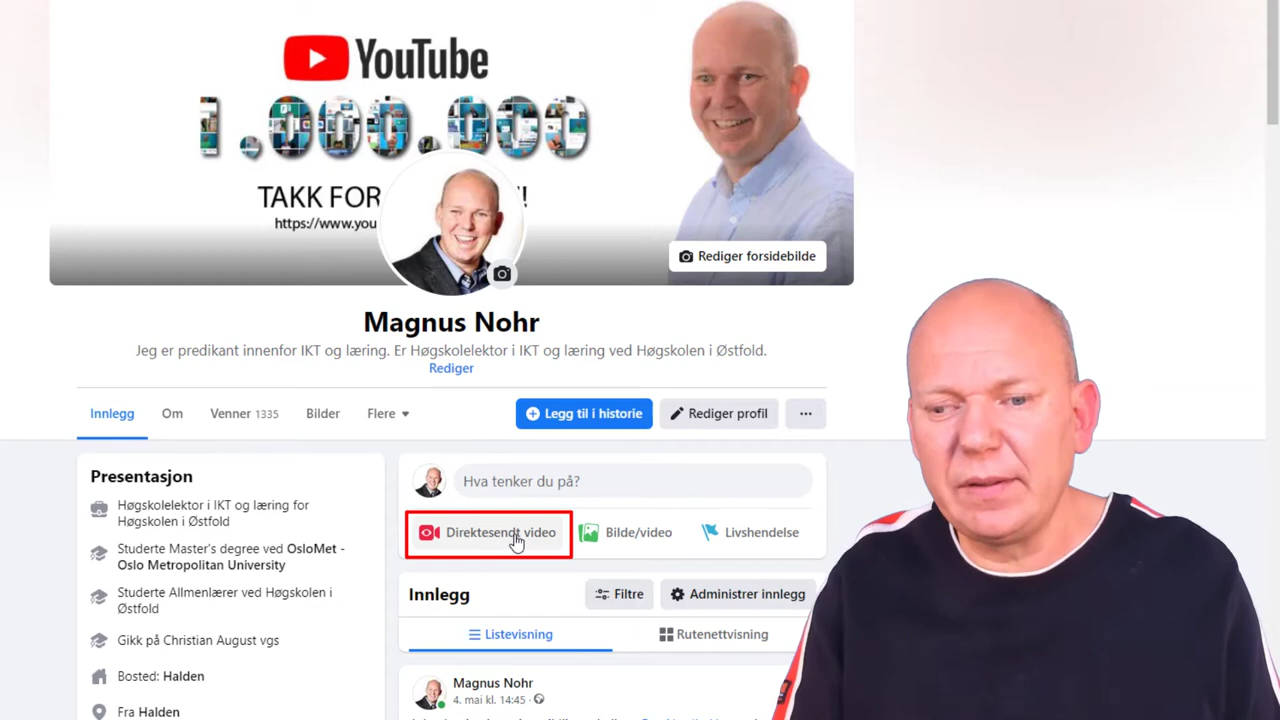 YouTube
1.000.000
TAKK FOR !
https://www.you
Rediger forsidebilde
Magnus Nohr
Jeg er predikant innenfor IKT og læring. Er Høgskolelektor i IKT og læring ved Høgskolen i Østfold.
Rediger
Innlegg Om Venner 1335 Bilder Flere Legg til i historie Rediger profil ...
Presentasjon
Høgskolelektor i IKT og læring for
Høgskolen i Østfold
Studerte Master's degree ved OsloMet -
Oslo Metropolitan University
Studerte Allmenlærer ved Høgskolen i
Østfold
Gikk på Christian August vgs
Bosted: Halden
Fra Halden
Hva tenker du på?
Direktesendt video Bilde/video Livshendelse
Innlegg Filtre Administrer innlegg
Listevisning Rutenettvisning
Magnus Nohr
4. mai kl. 14:45 ·